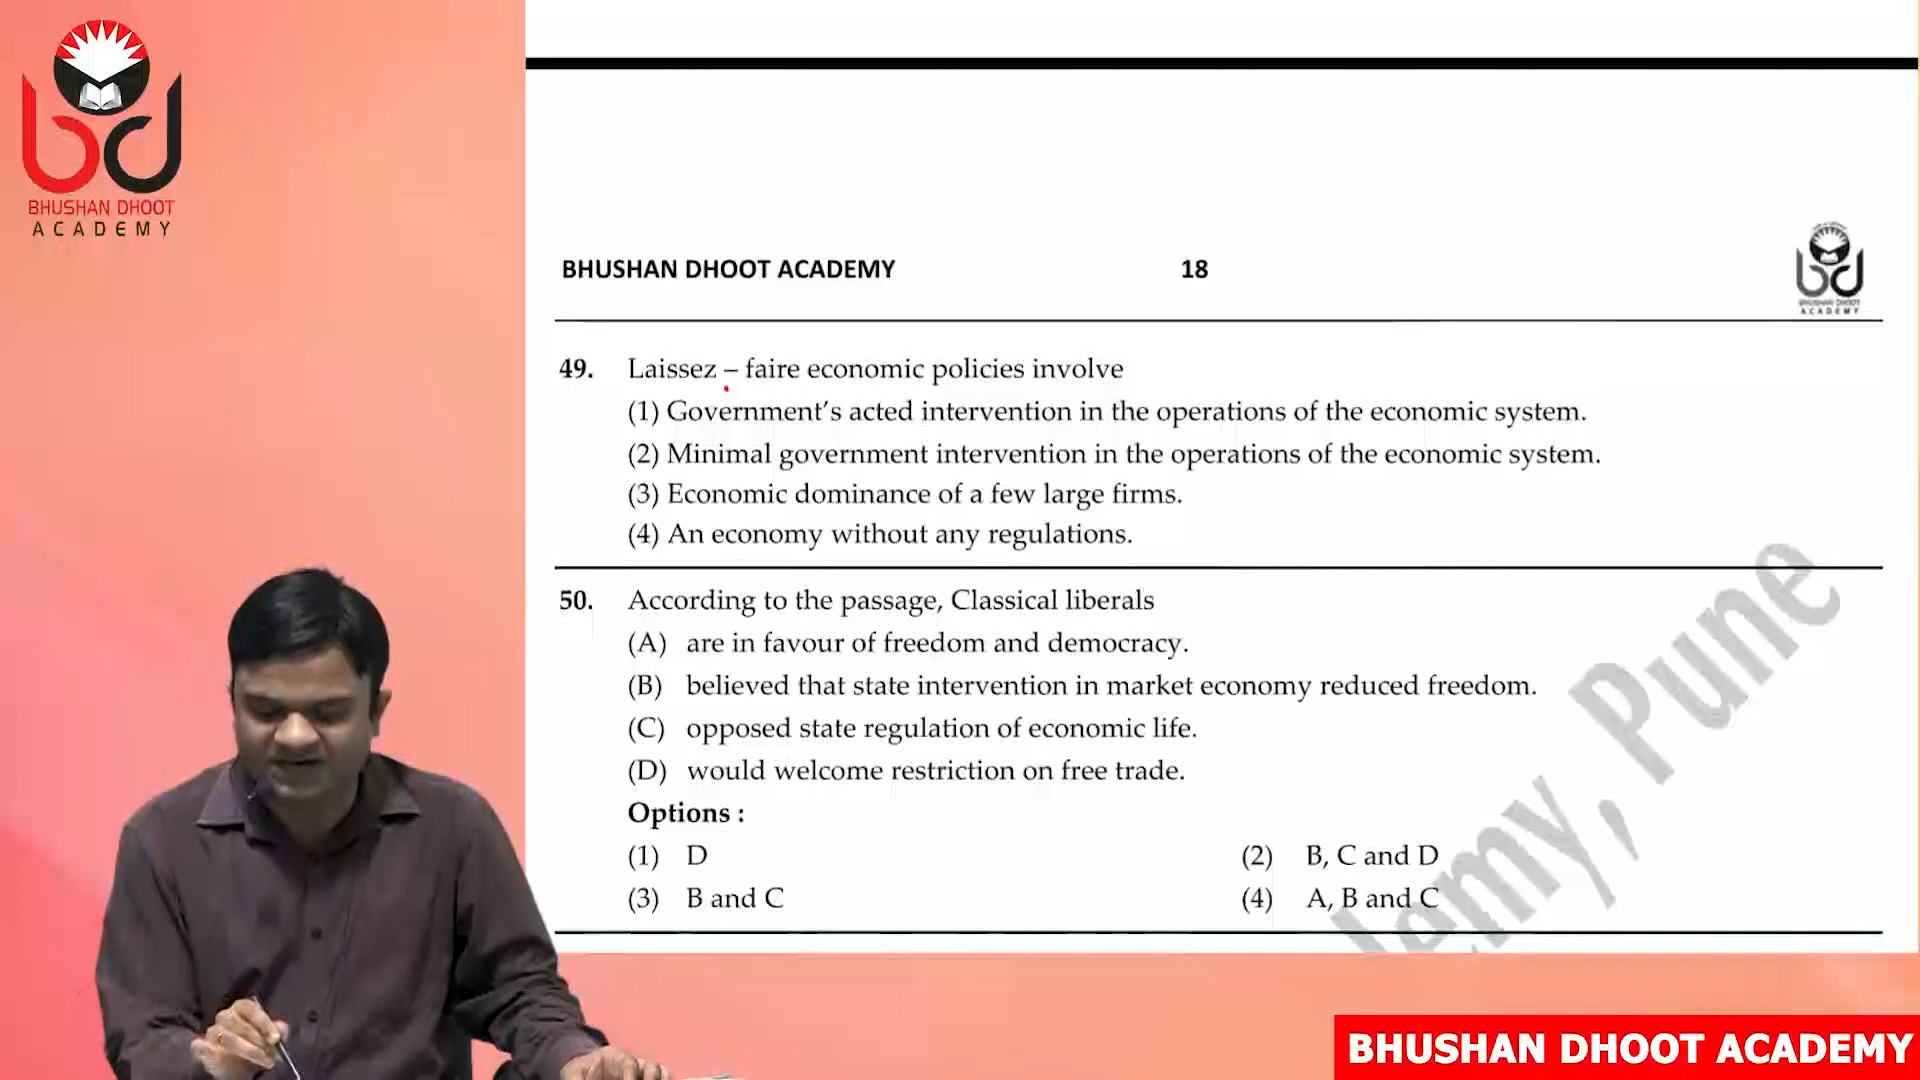 BHUSHAN DHOOT
ACADEMY
BHUSHAN DHOOT ACADEMY 18
BHUSHAN DHOOT
ACADEMY
49. Laissez – faire economic policies involve
(1) Government's acted intervention in the operations of the economic system.
(2) Minimal government intervention in the operations of the economic system.
(3) Economic dominance of a few large firms.
(4) An economy without any regulations.
50. According to the passage, Classical liberals
(A) are in favour of freedom and democracy.
(B) believed that state intervention in market economy reduced freedom.
(C) opposed state regulation of economic life.
(D) would welcome restriction on free trade.
Options :
(1) D (2) B, C and D
(3) B and C (4) A, B and C
emy, Pune
BHUSHAN DHOOT ACADEMY